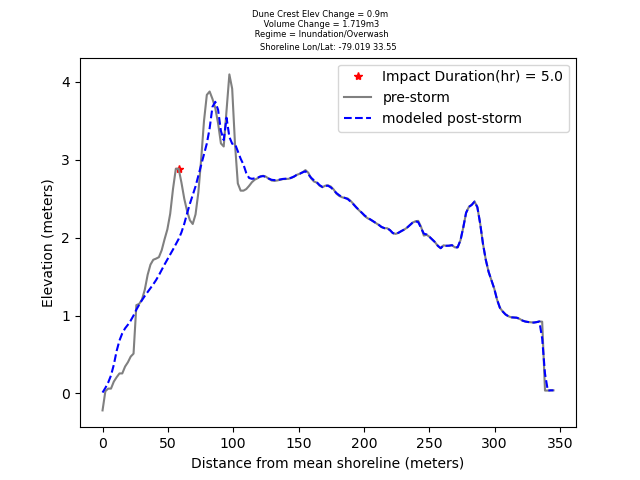 Dune Crest Elev Change = 0.9m
Volume Change = 1.719m3
Regime = Inundation/Overwash
Shoreline Lon/Lat: -79.019 33.55
Impact Duration(hr) = 5.0
pre-storm
modeled post-storm
Elevation (meters)
4
3
2
1
0
0 50 100 150 200 250 300 350
Distance from mean shoreline (meters)